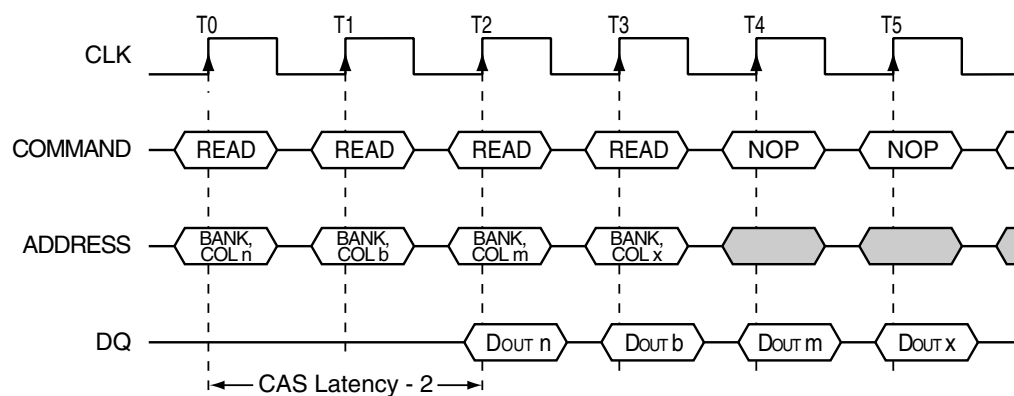 T0 T1 T2 T3 T4 T5
CLK
COMMAND READ READ READ READ NOP NOP
ADDRESS BANK, COL n BANK, COL b BANK, COL m BANK, COL x
DQ DOUT n DOUT b DOUT m DOUT x
CAS Latency - 2